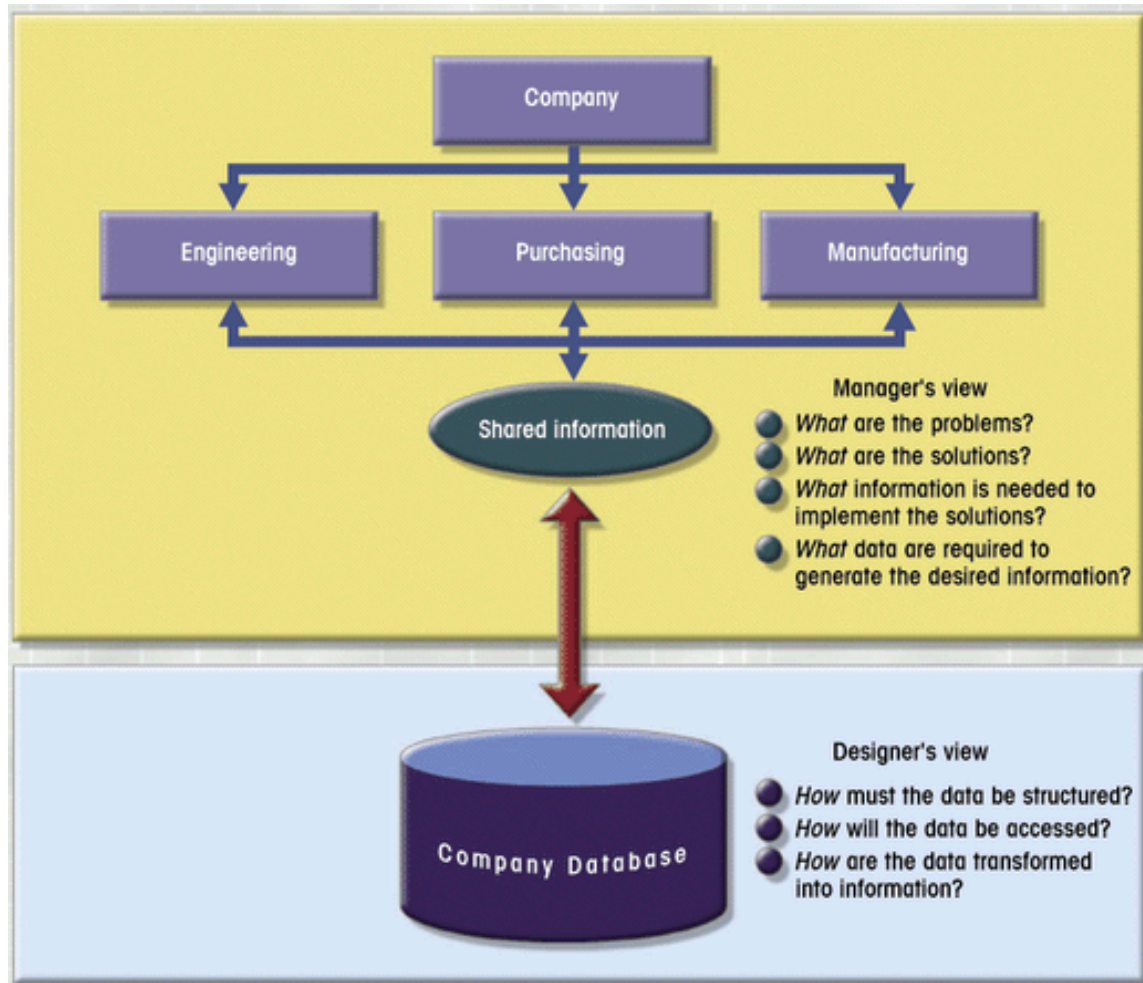 Company
Engineering
Purchasing
Manufacturing
Shared information
Manager's view
What are the problems?
What are the solutions?
What information is needed to
implement the solutions?
What data are required to
generate the desired information?
Company Database
Designer's view
How must the data be structured?
How will the data be accessed?
How are the data transformed
into information?